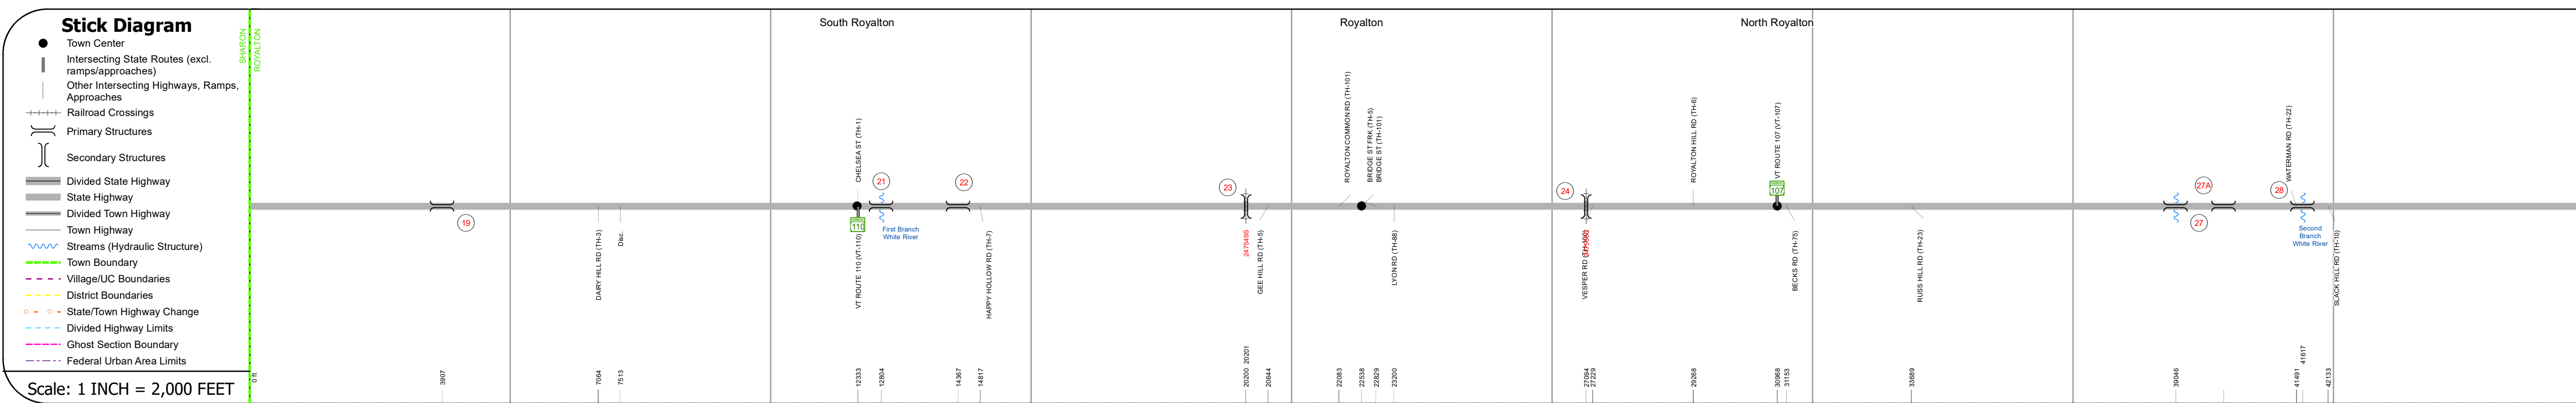 Stick Diagram
Town Center
Intersecting State Routes (excl.
ramps/approaches)
Other Intersecting Highways, Ramps,
Approaches
Railroad Crossings
Primary Structures
Secondary Structures
Divided State Highway
State Highway
Divided Town Highway
Town Highway
Streams (Hydraulic Structure)
Town Boundary
Village/UC Boundaries
District Boundaries
State/Town Highway Change
Divided Highway Limits
Ghost Section Boundary
Federal Urban Area Limits
Scale: 1 INCH = 2,000 FEET
SHARON
ROYALTON
South Royalton
Royalton
North Royalton
19
DAIRY HILL RD (TH-3)
Disc.
CHELSEA ST (TH-1)
110
VT ROUTE 110 (VT-110)
21
First Branch
White River
22
HAPPY HOLLOW RD (TH-7)
23
247549S
GEE HILL RD (TH-5)
ROYALTON COMMON RD (TH-101)
BRIDGE ST FRK (TH-5)
BRIDGE ST (TH-101)
LYON RD (TH-88)
24
VESPER RD (TH-100)
ROYALTON HILL RD (TH-6)
VT ROUTE 107 (VT-107)
107
BECKS RD (TH-75)
RUSS HILL RD (TH-23)
27A
27
28
WATERMAN RD (TH-22)
Second
Branch
White River
SLACK HILL RD (TH-10)
0 ft
3907
7064
7513
12333
12804
14367
14817
20200 20201
20644
22083
22538
22829
23200
27094
27229
29268
30968
31153
33689
39046
41491
41617
42133